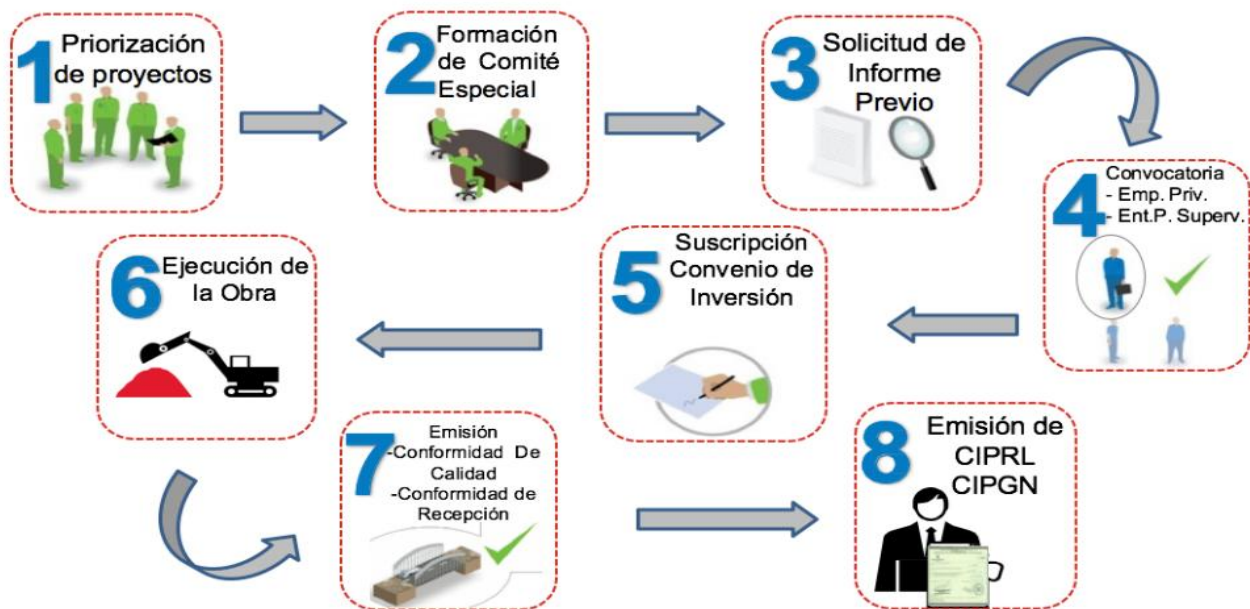 1
Priorización
de proyectos
2
Formación
de Comité
Especial
3
Solicitud de
Informe
Previo
4
Convocatoria
- Emp. Priv.
- Ent.P. Superv.
5
Suscripción
Convenio de
Inversión
6
Ejecución de
la Obra
7
Emisión
-Conformidad De
Calidad
-Conformidad de
Recepción
8
Emisión de
CIPRL
CIPGN